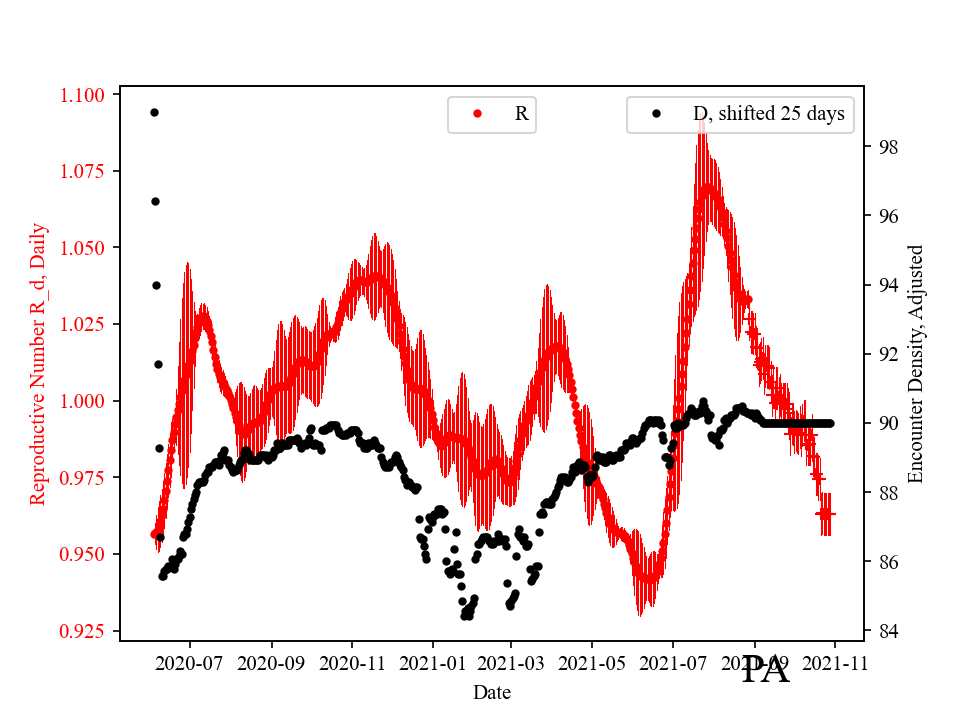 R
D, shifted 25 days
1.100
1.075
1.050
1.025
1.000
0.975
0.950
0.925
Reproductive Number R_d, Daily
98
96
94
92
90
88
86
84
Encounter Density, Adjusted
2020-07 2020-09 2020-11 2021-01 2021-03 2021-05 2021-07 2021-09 2021-11
PA
Date